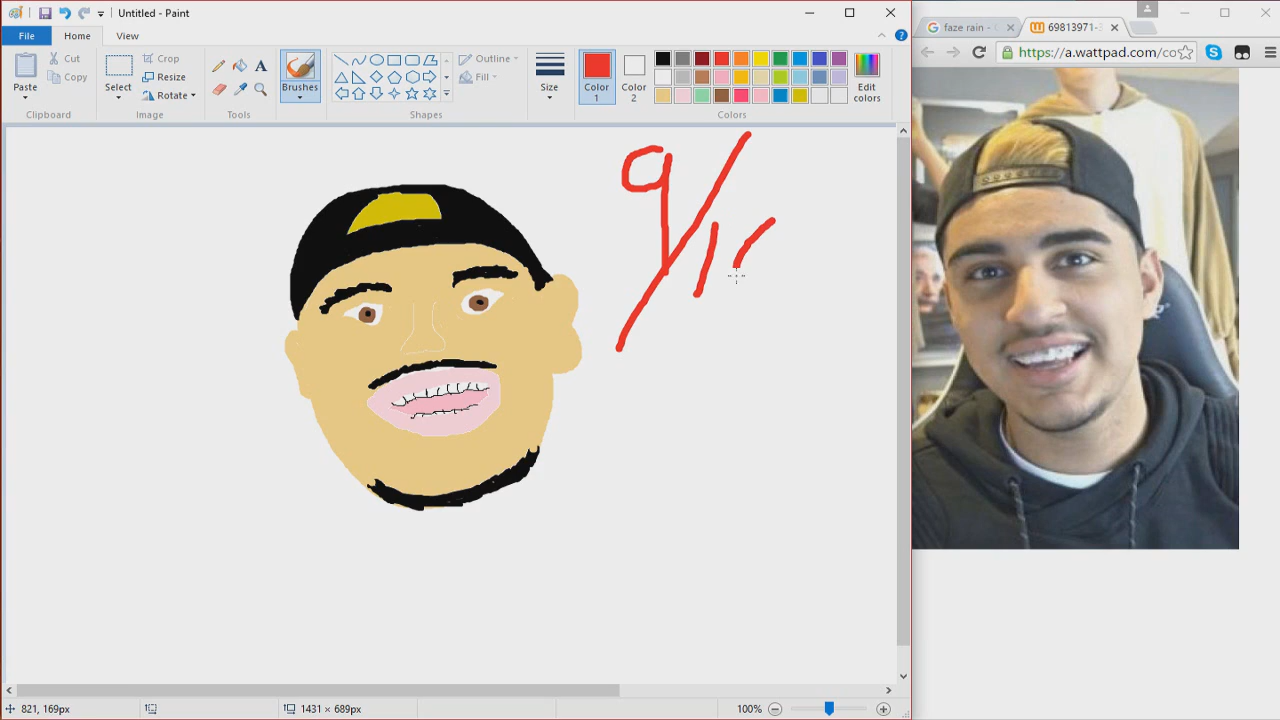 Untitled - Paint
faze rain -
69813971-
File
Home
View
https://a.wattpad.com/co
Paste
Cut
Copy
Select
Crop
Resize
Rotate
Brushes
Outline
Fill
Size
Color
1
Color
2
Edit
colors
Clipboard
Image
Tools
Shapes
Colors
9/1
821, 169px
1431 × 689px
100%